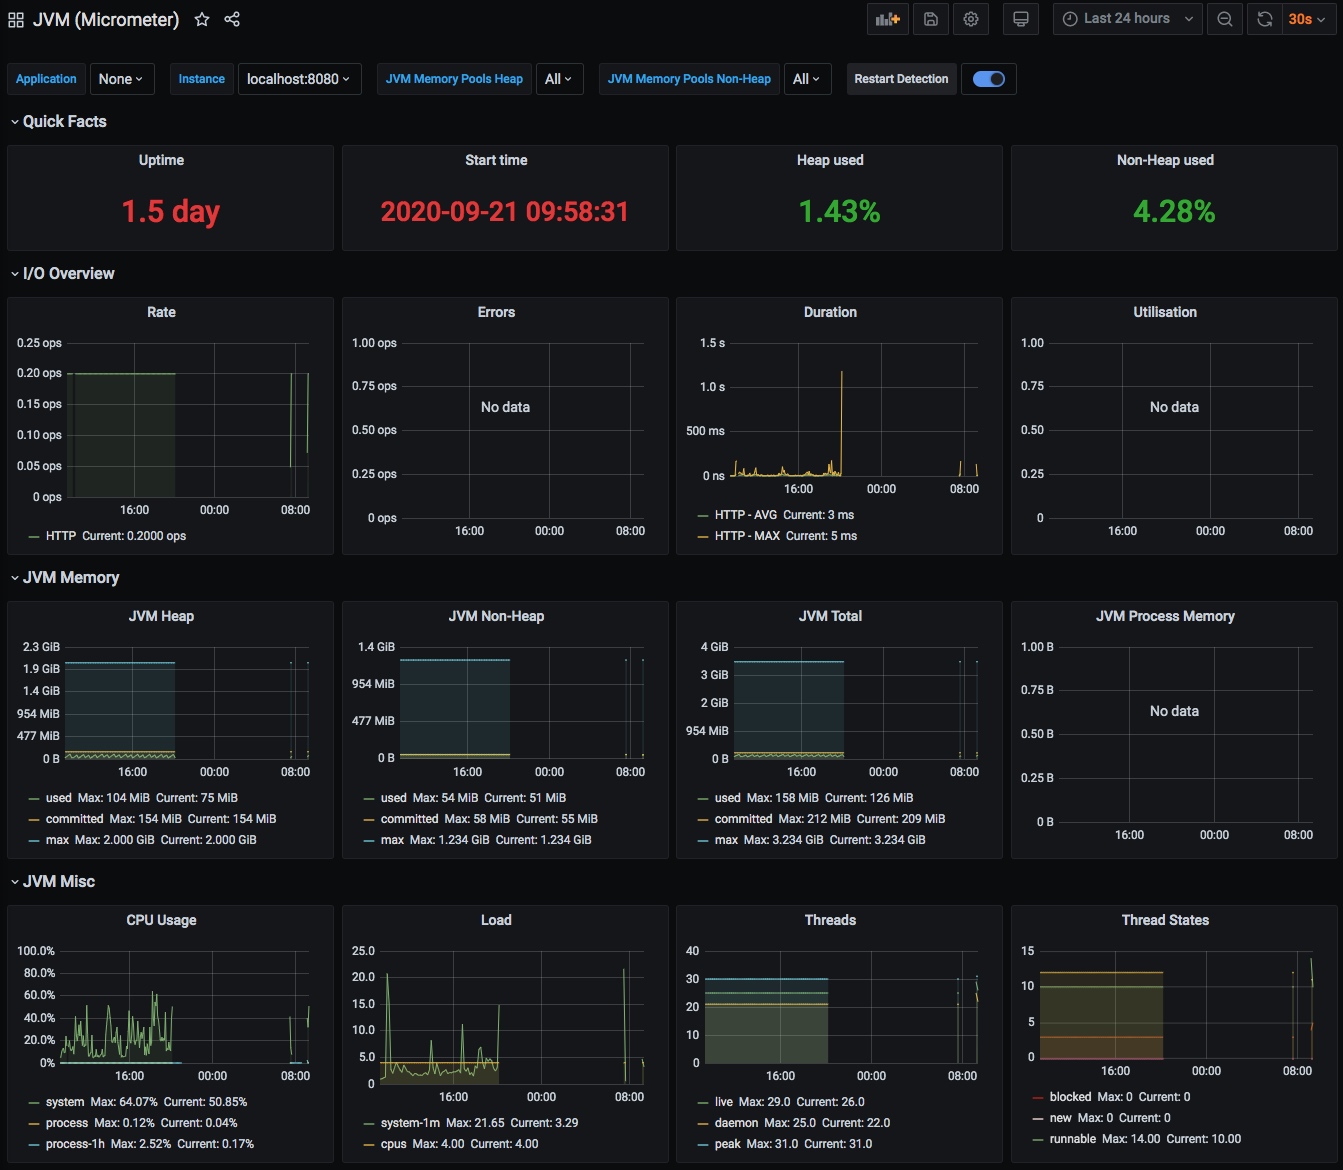 JVM (Micrometer)
Last 24 hours
30s
Application None Instance localhost:8080 JVM Memory Pools Heap All JVM Memory Pools Non-Heap All Restart Detection
Quick Facts
Uptime
1.5 day
Start time
2020-09-21 09:58:31
Heap used
1.43%
Non-Heap used
4.28%
I/O Overview
Rate
0.25 ops
0.20 ops
0.15 ops
0.10 ops
0.05 ops
0 ops
16:00 00:00 08:00
HTTP Current: 0.2000 ops
Errors
1.00 ops
0.75 ops
No data
0.50 ops
0.25 ops
0 ops
16:00 00:00 08:00
Duration
1.5 s
1.0 s
500 ms
0 ns
16:00 00:00 08:00
HTTP - AVG Current: 3 ms
HTTP - MAX Current: 5 ms
Utilisation
1.00
0.75
No data
0.50
0.25
0
16:00 00:00 08:00
JVM Memory
JVM Heap
2.3 GiB
1.9 GiB
1.4 GiB
954 MiB
477 MiB
0 B
16:00 00:00 08:00
used Max: 104 MiB Current: 75 MiB
committed Max: 154 MiB Current: 154 MiB
max Max: 2.000 GiB Current: 2.000 GiB
JVM Non-Heap
1.4 GiB
954 MiB
477 MiB
0 B
16:00 00:00 08:00
used Max: 54 MiB Current: 51 MiB
committed Max: 58 MiB Current: 55 MiB
max Max: 1.234 GiB Current: 1.234 GiB
JVM Total
4 GiB
3 GiB
2 GiB
954 MiB
0 B
16:00 00:00 08:00
used Max: 158 MiB Current: 126 MiB
committed Max: 212 MiB Current: 209 MiB
max Max: 3.234 GiB Current: 3.234 GiB
JVM Process Memory
1.00 B
0.75 B
No data
0.50 B
0.25 B
0 B
16:00 00:00 08:00
JVM Misc
CPU Usage
100.0%
80.0%
60.0%
40.0%
20.0%
0%
16:00 00:00 08:00
system Max: 64.07% Current: 50.85%
process Max: 0.12% Current: 0.04%
process-1h Max: 2.52% Current: 0.17%
Load
25.0
20.0
15.0
10.0
5.0
0
16:00 00:00 08:00
system-1m Max: 21.65 Current: 3.29
cpus Max: 4.00 Current: 4.00
Threads
40
30
20
10
0
16:00 00:00 08:00
live Max: 29.0 Current: 26.0
daemon Max: 25.0 Current: 22.0
peak Max: 31.0 Current: 31.0
Thread States
15
10
5
0
16:00 00:00 08:00
blocked Max: 0 Current: 0
new Max: 0 Current: 0
runnable Max: 14.00 Current: 10.00